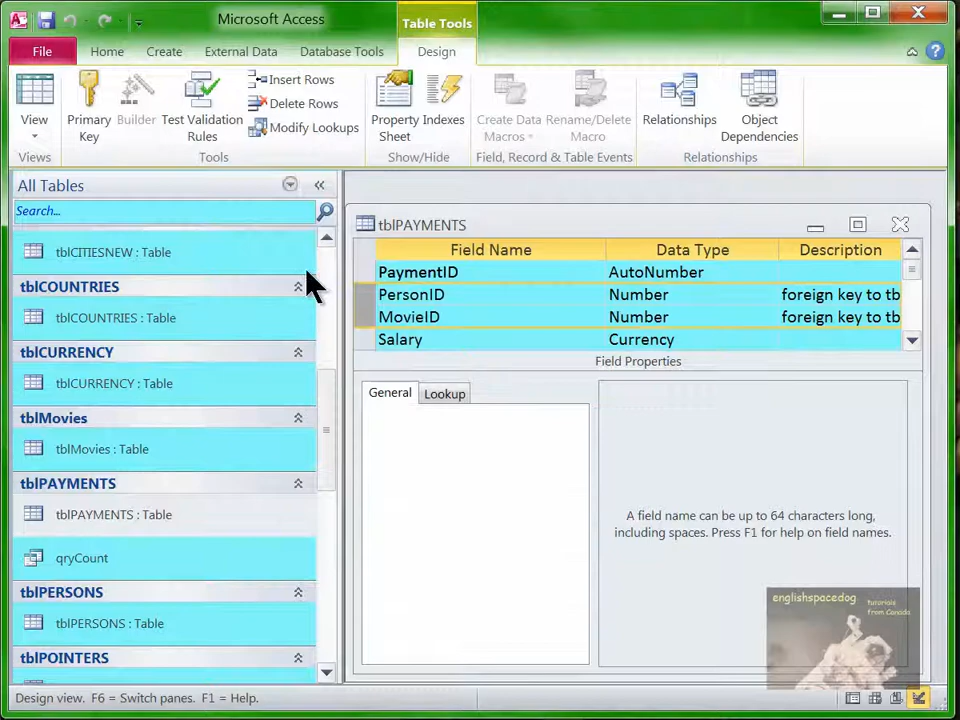 Microsoft Access
Table Tools
File Home Create External Data Database Tools Design
View
Views
Primary Key
Builder
Test Validation Rules
Insert Rows
Delete Rows
Modify Lookups
Tools
Property Sheet
Indexes
Show/Hide
Create Data Macros
Rename/Delete Macro
Field, Record & Table Events
Relationships
Object Dependencies
Relationships
All Tables
Search...
tblCITIESNEW : Table
tblCOUNTRIES
tblCOUNTRIES : Table
tblCURRENCY
tblCURRENCY : Table
tblMovies
tblMovies : Table
tblPAYMENTS
tblPAYMENTS : Table
qryCount
tblPERSONS
tblPERSONS : Table
tblPOINTERS
tblPAYMENTS
Field Name Data Type Description
PaymentID AutoNumber
PersonID Number foreign key to tb
MovieID Number foreign key to tb
Salary Currency
Field Properties
General Lookup
A field name can be up to 64 characters long,
including spaces. Press F1 for help on field names.
englishspacedog
tutorials
from Canada
Design view. F6 = Switch panes. F1 = Help.